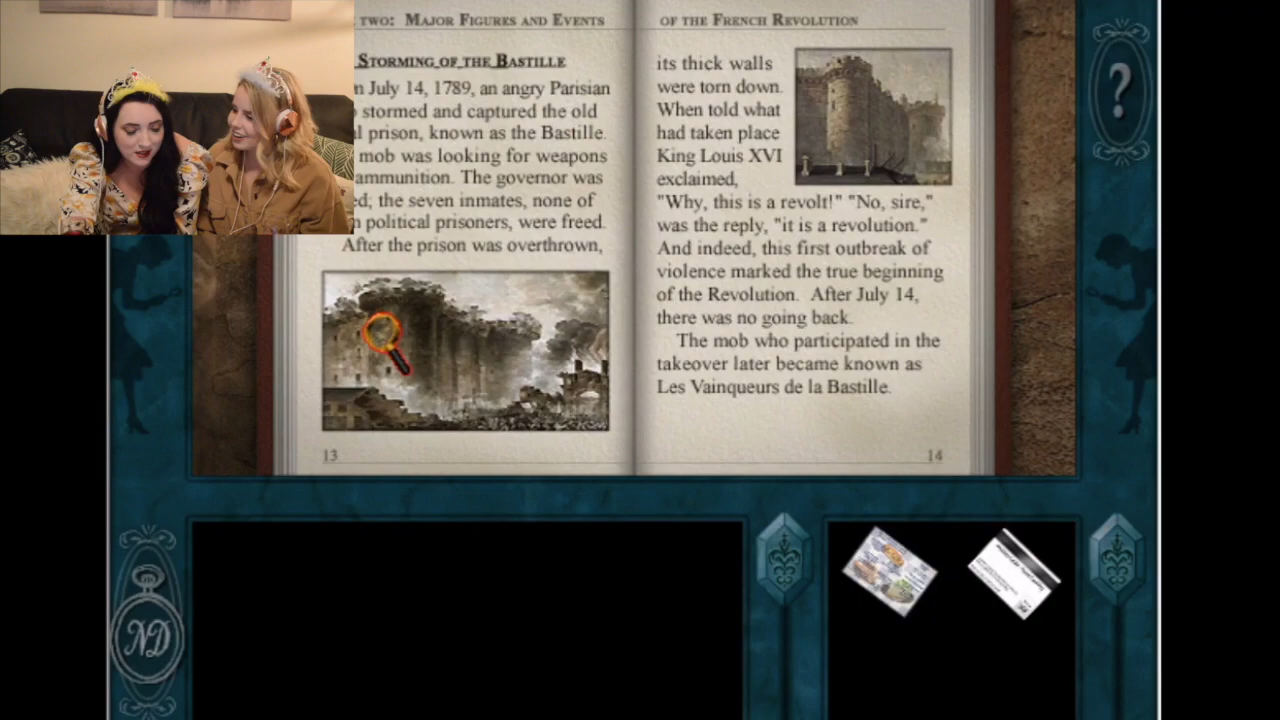 TWO: MAJOR FIGURES AND EVENTS
STORMING OF THE BASTILLE
July 14, 1789, an angry Parisian
stormed and captured the old
prison, known as the Bastille.
mob was looking for weapons
ammunition. The governor was
the seven inmates, none of
political prisoners, were freed.
After the prison was overthrown,
13
OF THE FRENCH REVOLUTION
its thick walls
were torn down.
When told what
had taken place
King Louis XVI
exclaimed,
"Why, this is a revolt!" "No, sire,"
was the reply, "it is a revolution."
And indeed, this first outbreak of
violence marked the true beginning
of the Revolution. After July 14,
there was no going back.
The mob who participated in the
takeover later became known as
Les Vainqueurs de la Bastille.
14
?
ND